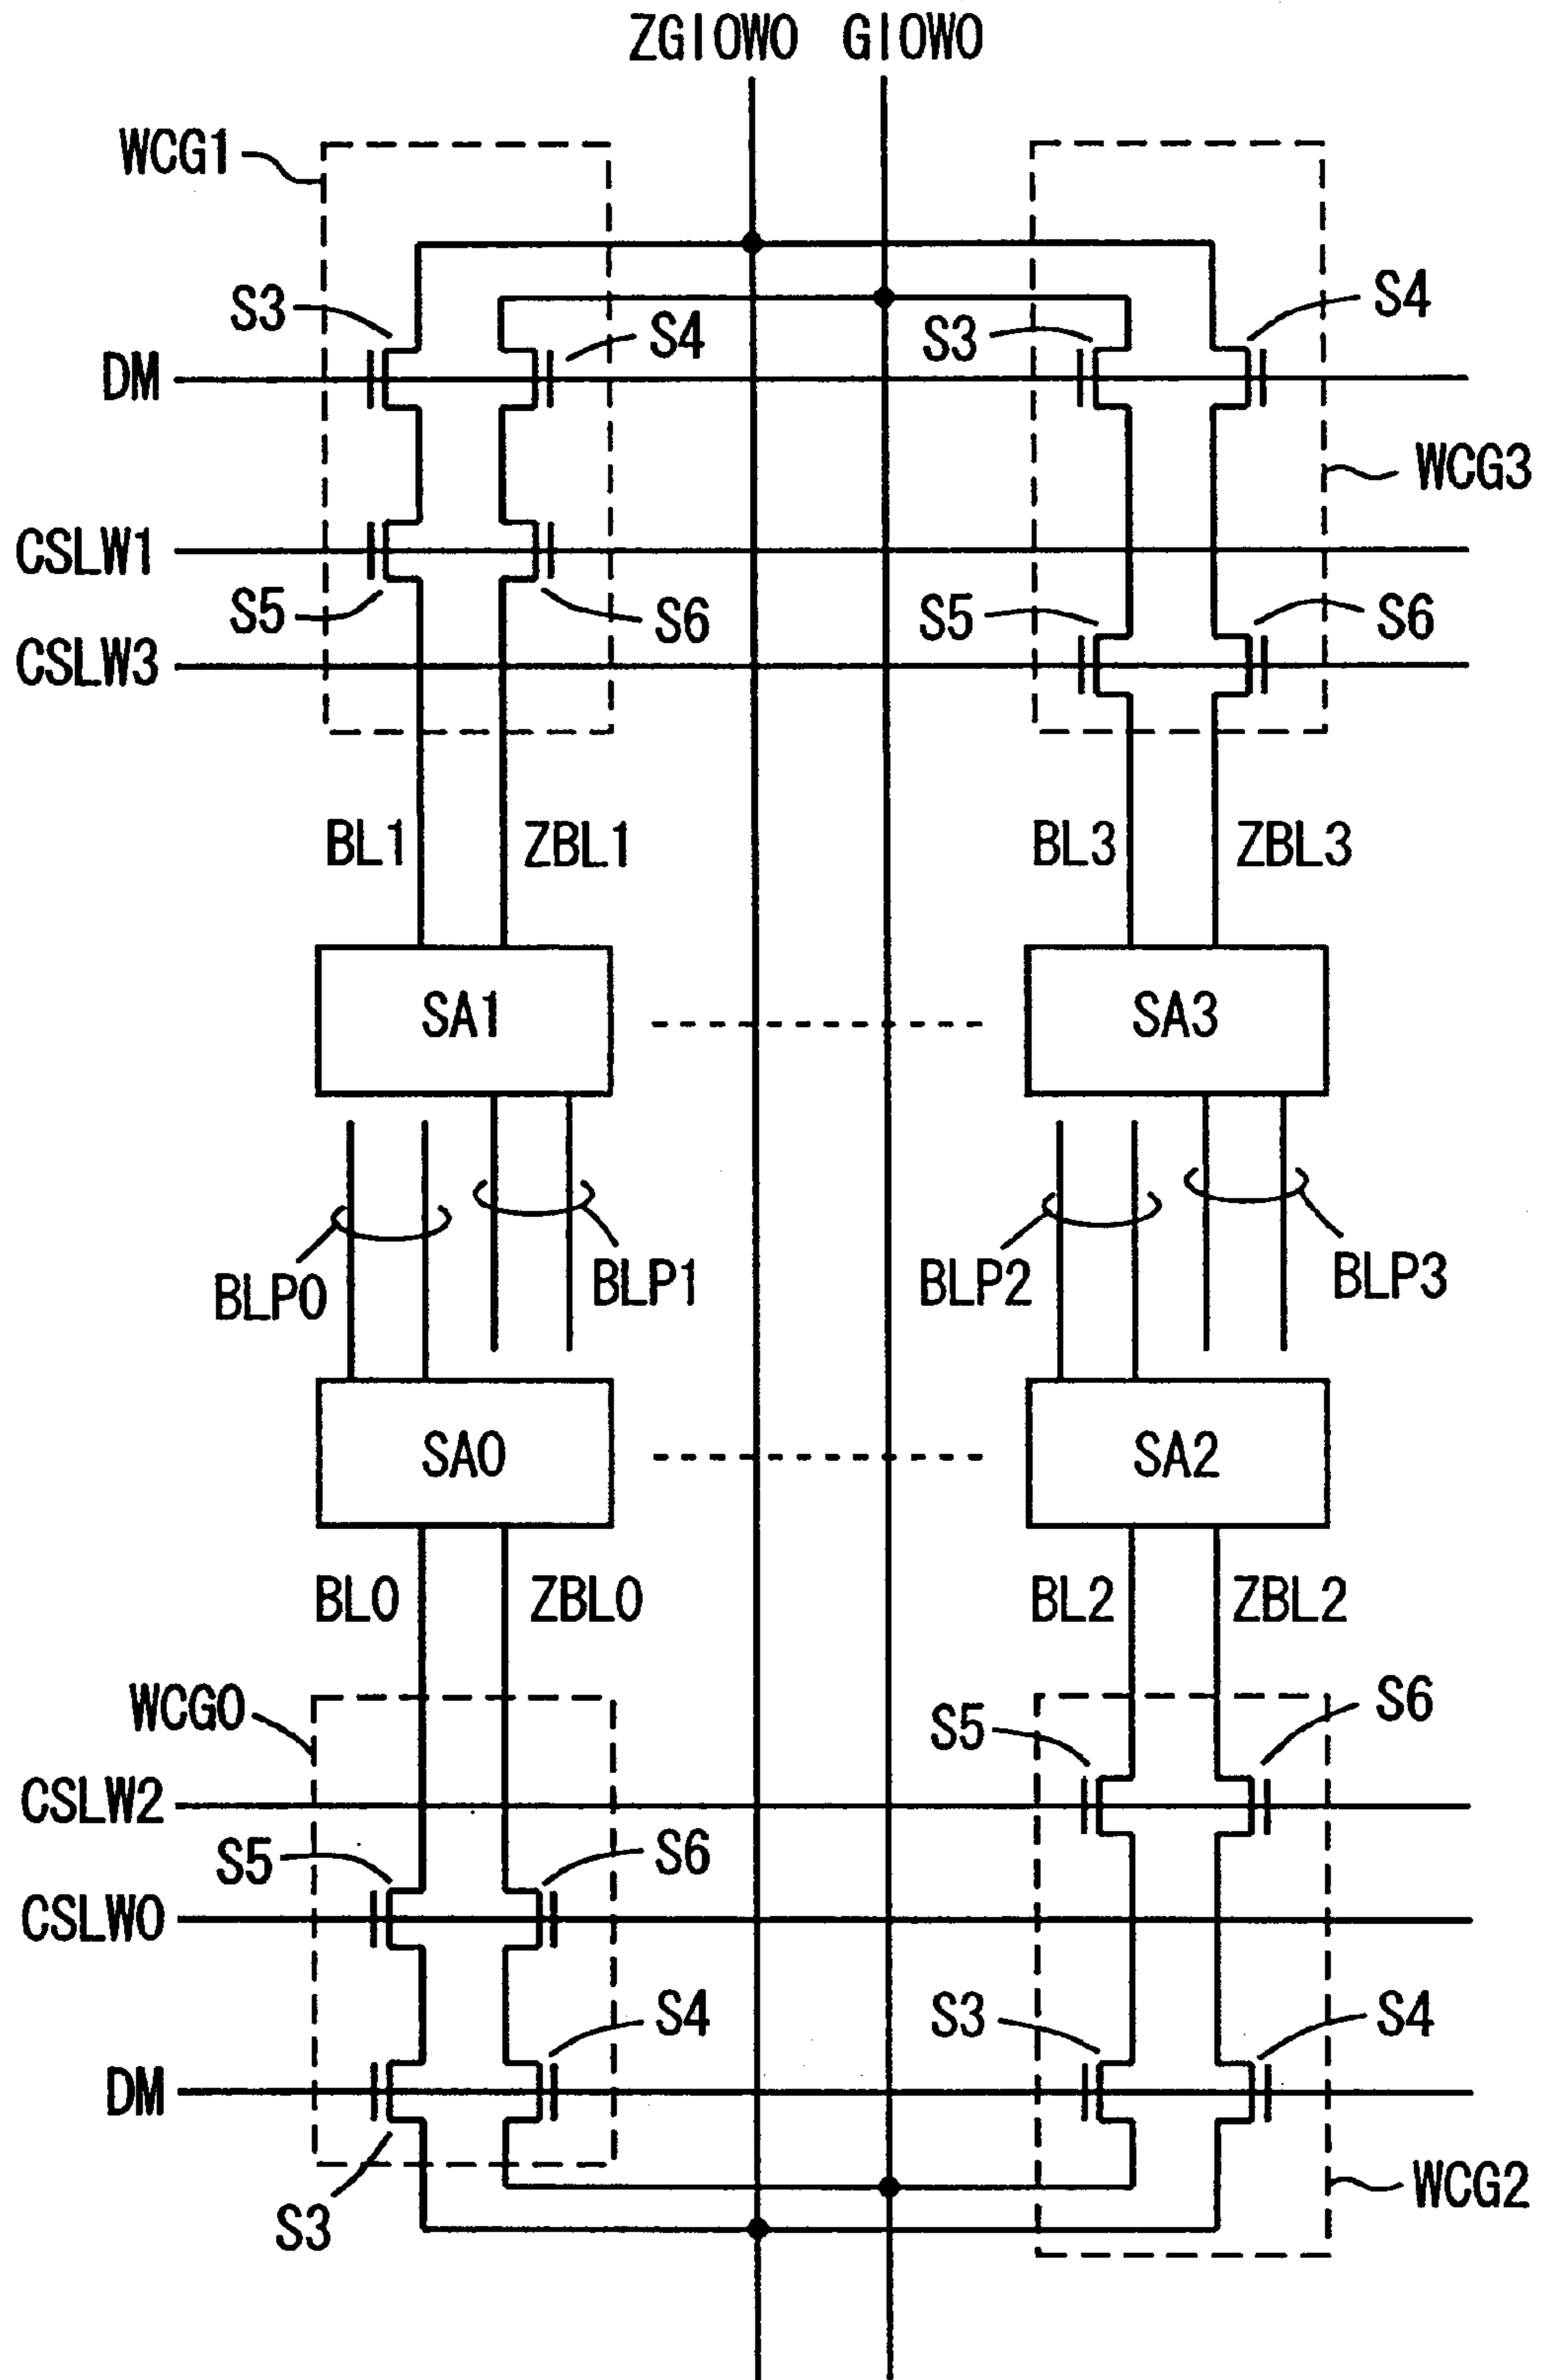 ZGIOW0 GIOW0
WCG1
S3 S4 S3 S4
DM
WCG3
CSLW1
S5 S6 S5 S6
CSLW3
BL1 ZBL1 BL3 ZBL3
SA1 SA3
BLP0 BLP1 BLP2 BLP3
SA0 SA2
BL0 ZBL0 BL2 ZBL2
WCG0 S5 S6
CSLW2
S5 S6
CSLW0
S4 S3 S4
DM
WCG2
S3